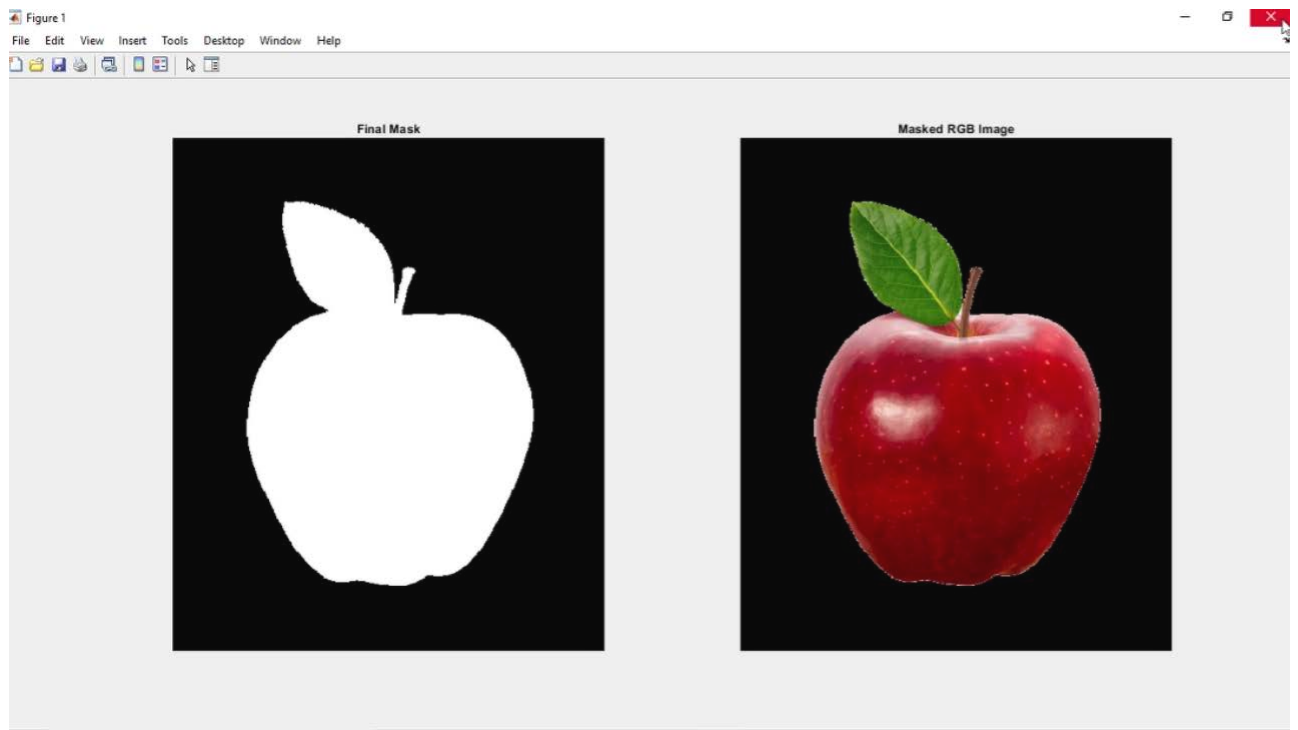 Figure 1
File Edit View Insert Tools Desktop Window Help
Final Mask
Masked RGB Image